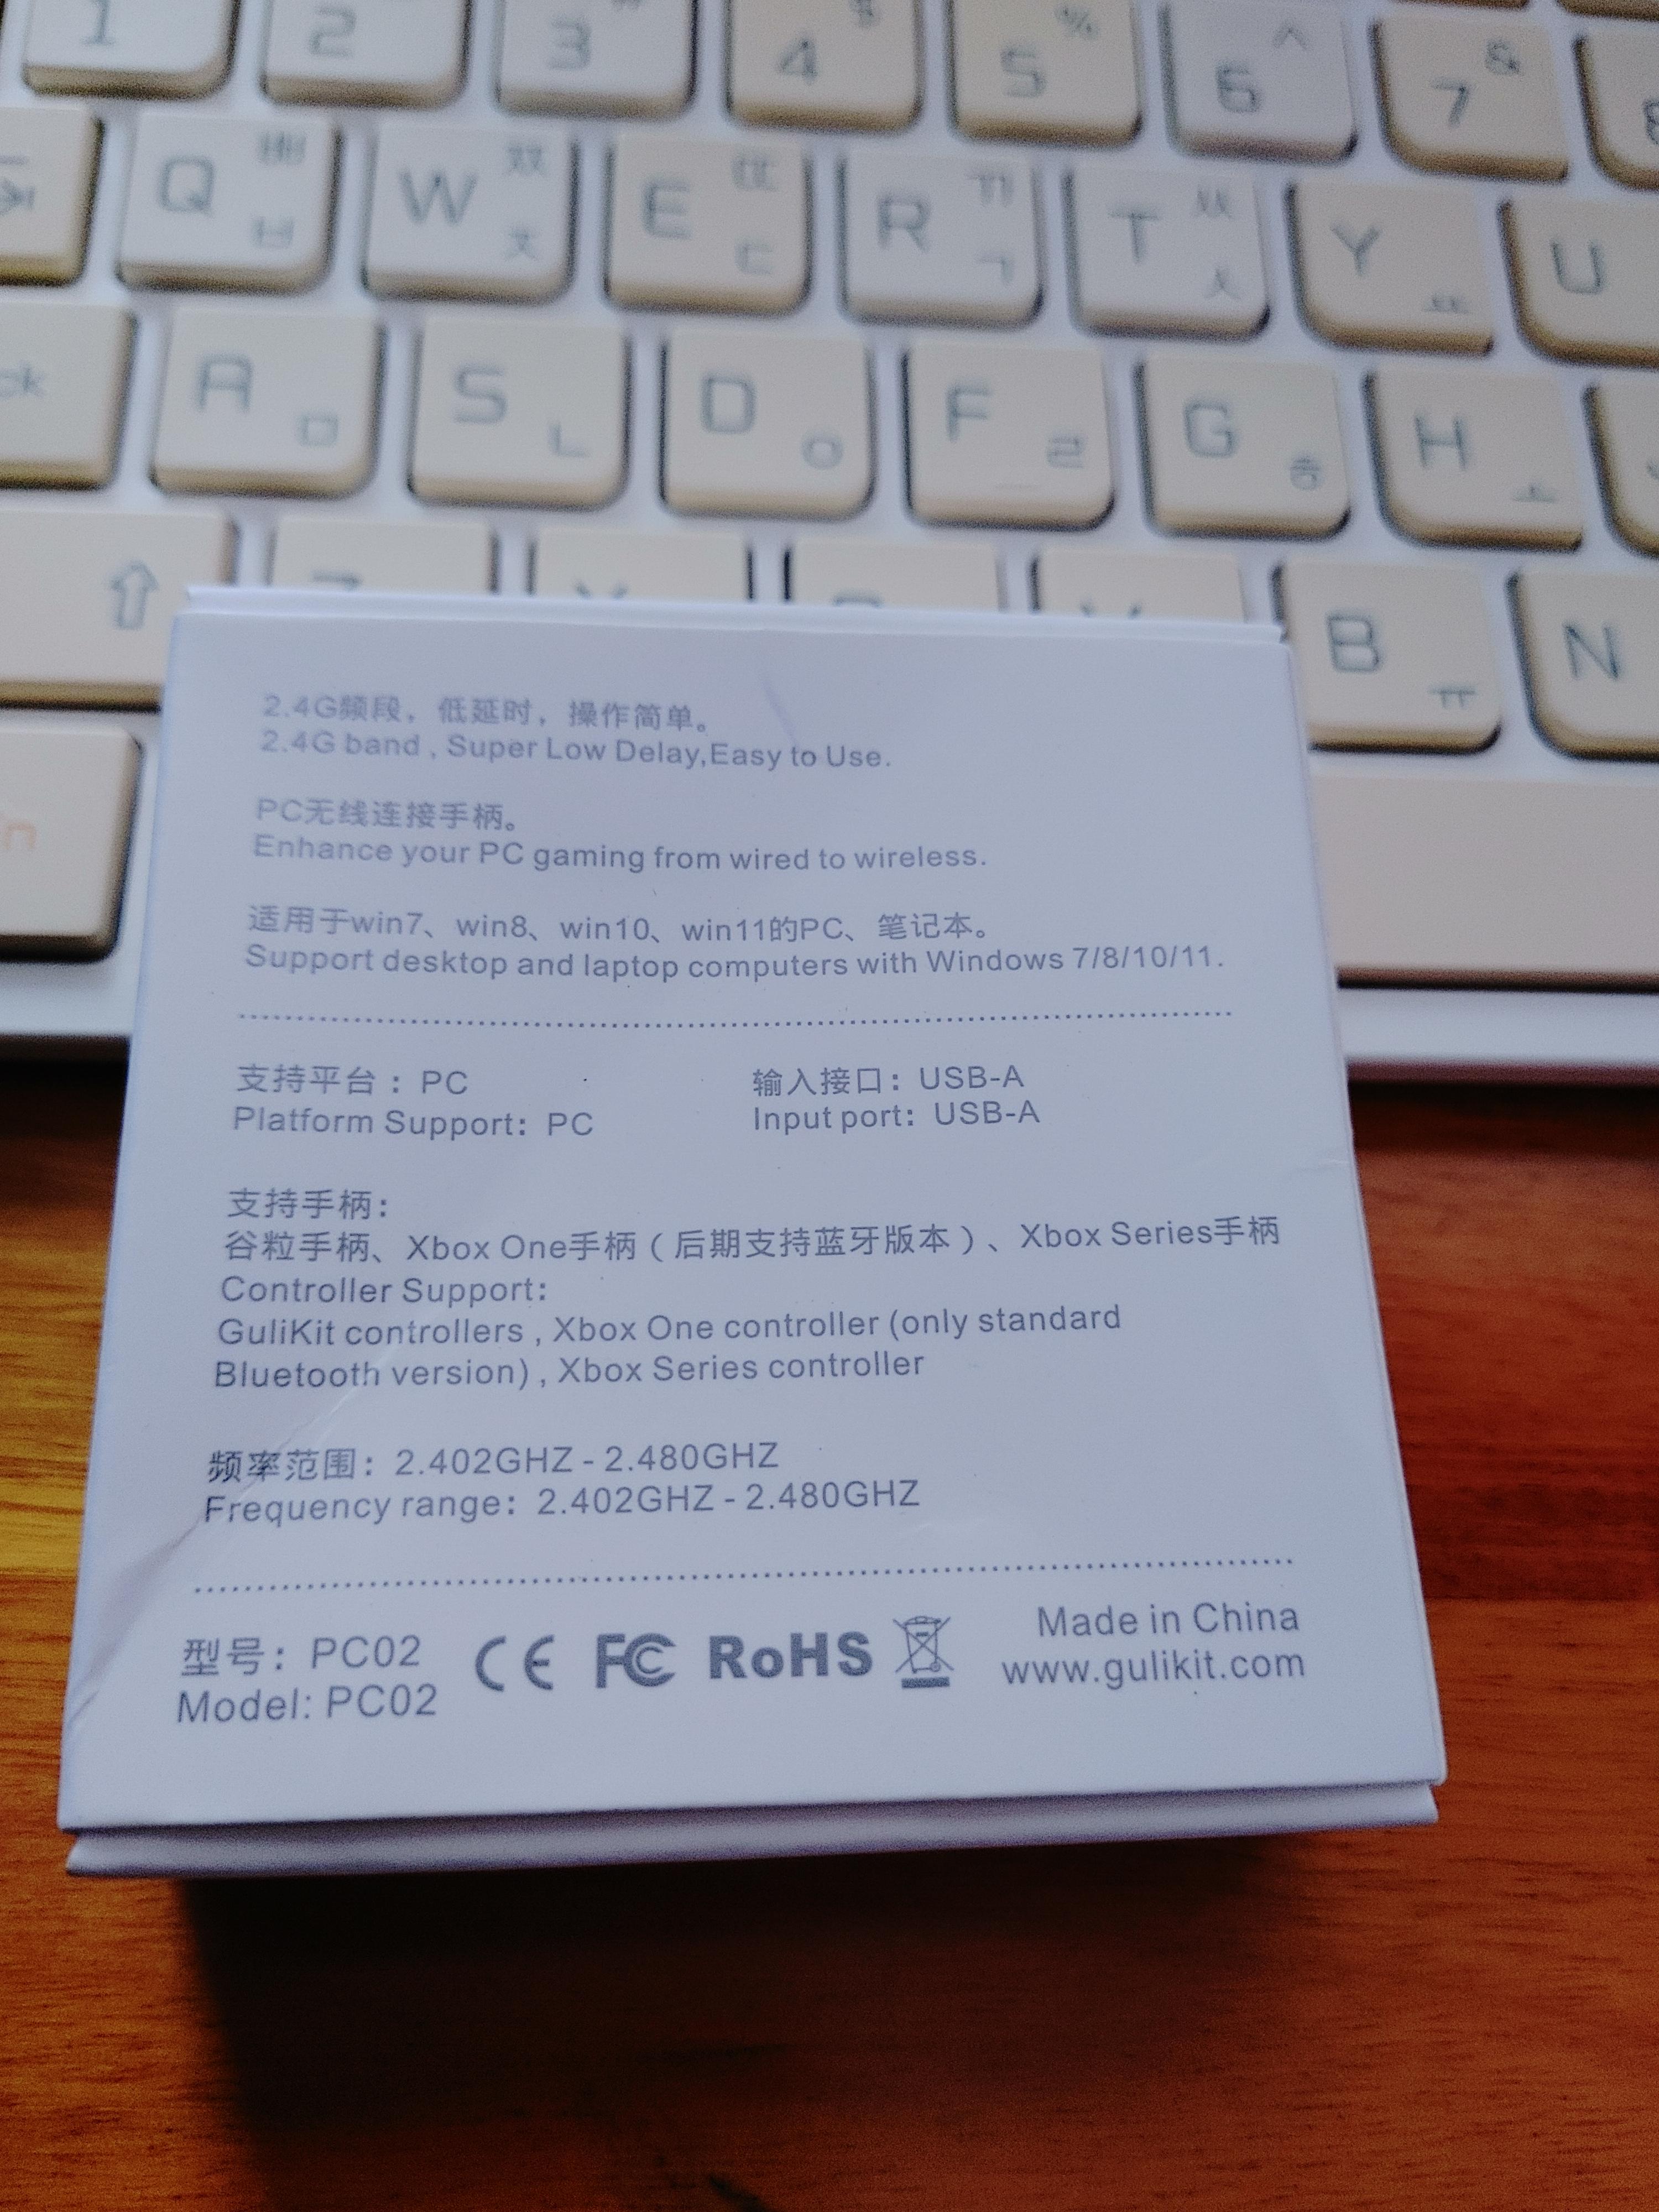 1 2 3 4 $ 5 % 6 ^ 7 &
Q ㅃ ㅂ W ㅉ ㅈ E ㄸ ㄷ R ㄲ ㄱ T ㅆ ㅅ Y ㅛ U
A ㅁ S ㄴ D ㅇ F ㄹ G ㅎ H ㅗ
B ㅠ N
2.4G频段，低延时，操作简单。
2.4G band , Super Low Delay,Easy to Use.
PC无线连接手柄。
Enhance your PC gaming from wired to wireless.
适用于win7、win8、win10、win11的PC、笔记本。
Support desktop and laptop computers with Windows 7/8/10/11.
支持平台：PC
Platform Support: PC
输入接口：USB-A
Input port: USB-A
支持手柄：
谷粒手柄、Xbox One手柄（后期支持蓝牙版本）、Xbox Series手柄
Controller Support:
GuliKit controllers , Xbox One controller (only standard
Bluetooth version) , Xbox Series controller
频率范围：2.402GHZ - 2.480GHZ
Frequency range: 2.402GHZ - 2.480GHZ
型号：PC02
Model: PC02
CE FC RoHS
Made in China
www.gulikit.com